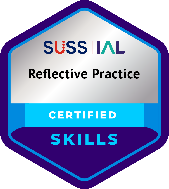 SUSS IAL
Reflective Practice
CERTIFIED
SKILLS